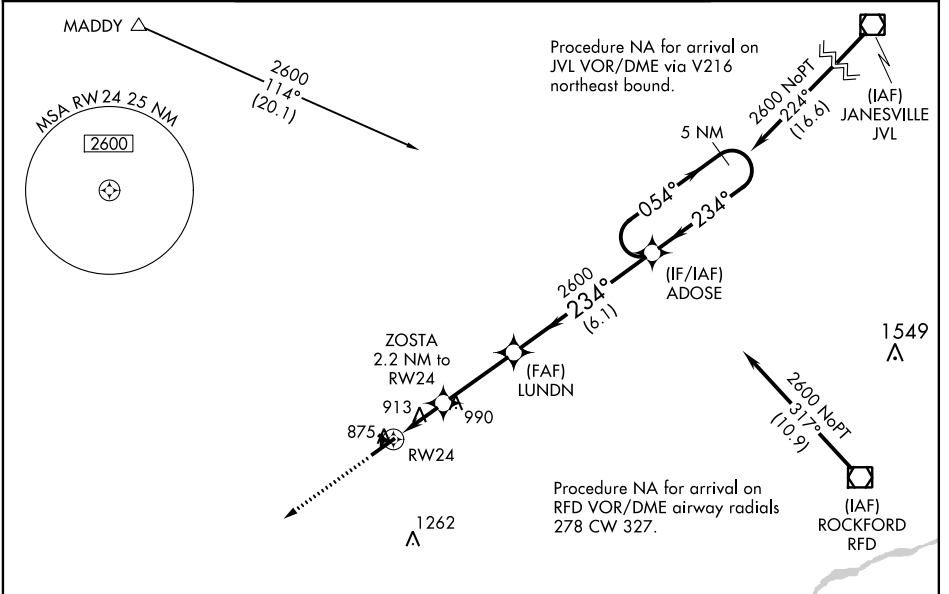 MADDY
2600
114°
(20.1)
MSA RW 24 25 NM
2600
Procedure NA for arrival on
JVL VOR/DME via V216
northeast bound.
2600 NoPT
224°
(16.6)
(IAF)
JANESVILLE
JVL
5 NM
054°
234°
(IF/IAF)
ADOSE
2600
234°
(6.1)
ZOSTA
2.2 NM to
RW24
(FAF)
LUNDN
1549
913
990
875
RW24
2600 NoPT
317°
(10.9)
Procedure NA for arrival on
RFD VOR/DME airway radials
278 CW 327.
(IAF)
ROCKFORD
RFD
1262